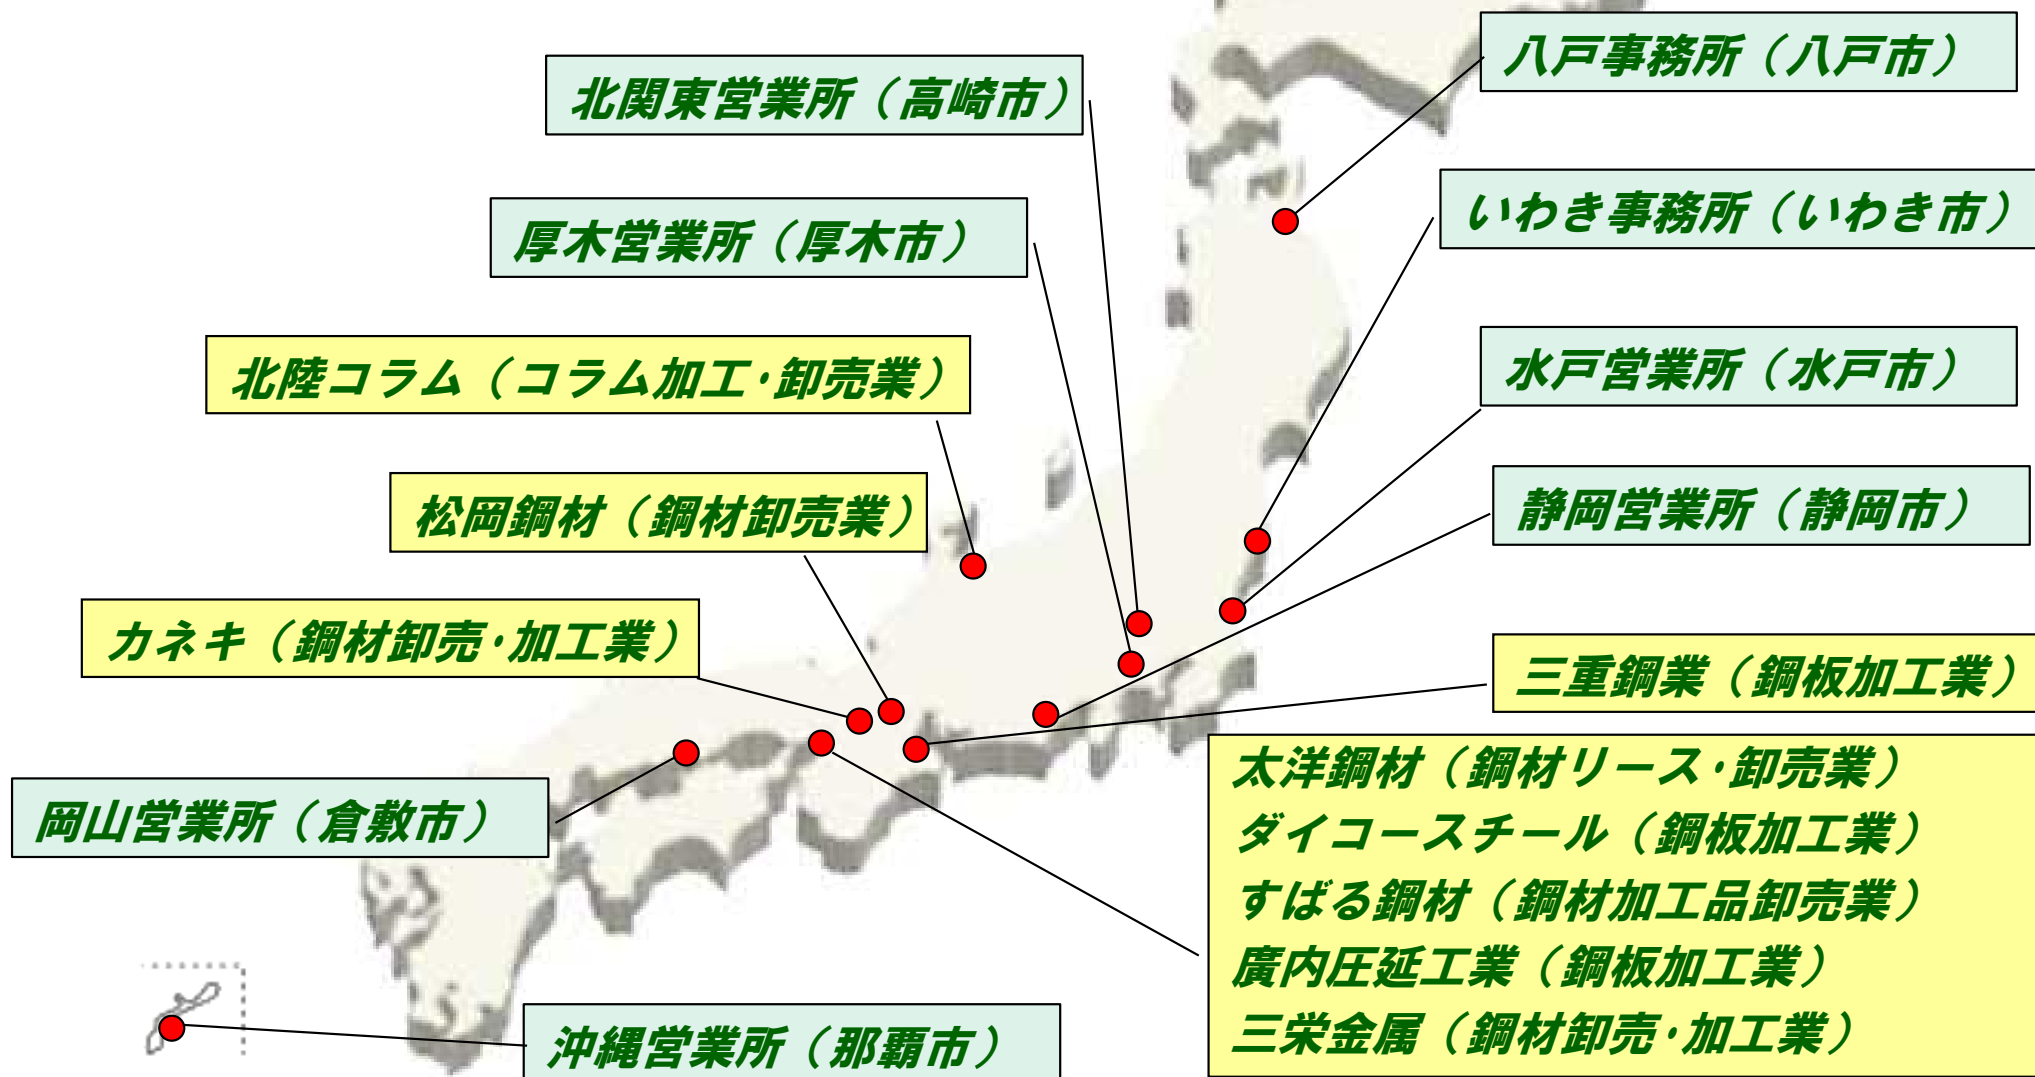 八戸事務所（八戸市）
北関東営業所（高崎市）
いわき事務所（いわき市）
厚木営業所（厚木市）
水戸営業所（水戸市）
北陸コラム（コラム加工・卸売業）
静岡営業所（静岡市）
松岡鋼材（鋼材卸売業）
カネキ（鋼材卸売・加工業）
三重鋼業（鋼板加工業）
岡山営業所（倉敷市）
太洋鋼材（鋼材リース・卸売業）
ダイコースチール（鋼板加工業）
すばる鋼材（鋼材加工品卸売業）
廣内圧延工業（鋼板加工業）
三栄金属（鋼材卸売・加工業）
沖縄営業所（那覇市）